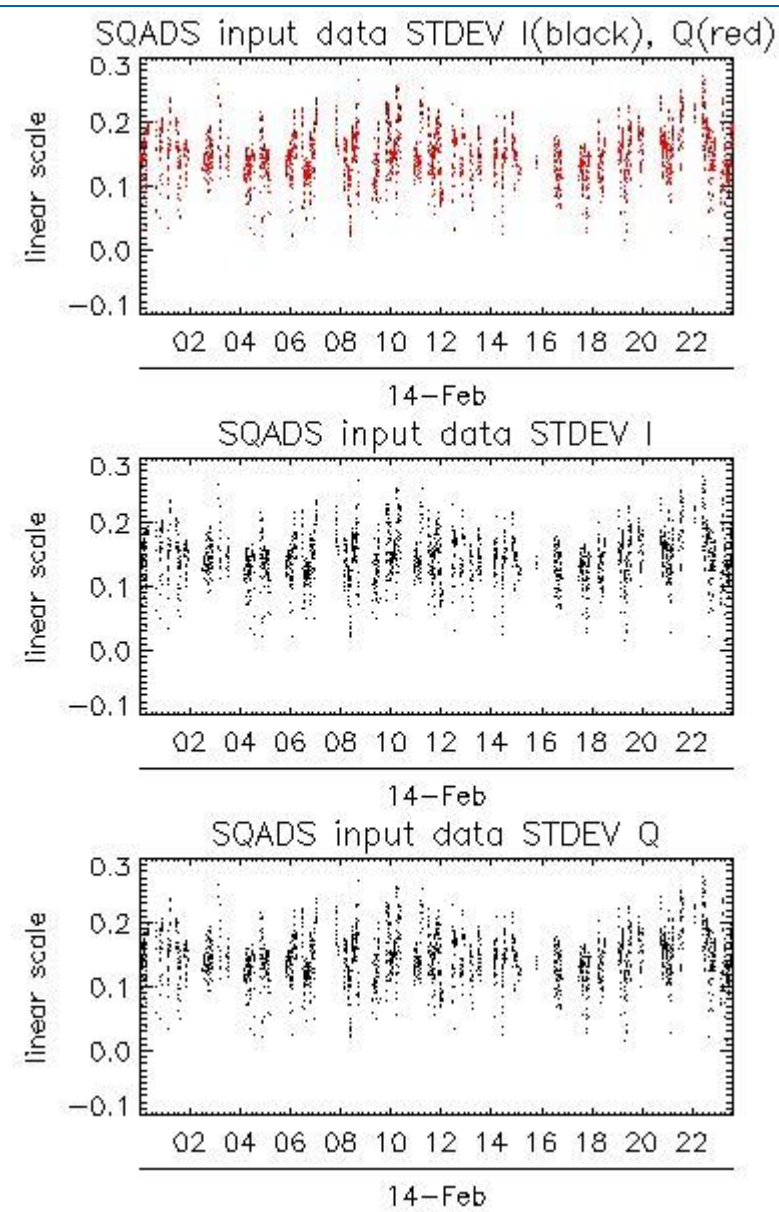 SQADS input data STDEV I(black), Q(red)
0.3
0.2
0.1
0.0
−0.1
linear scale
02 04 06 08 10 12 14 16 18 20 22
14−Feb
SQADS input data STDEV I
0.3
0.2
0.1
0.0
−0.1
linear scale
02 04 06 08 10 12 14 16 18 20 22
14−Feb
SQADS input data STDEV Q
0.3
0.2
0.1
0.0
−0.1
linear scale
02 04 06 08 10 12 14 16 18 20 22
14−Feb